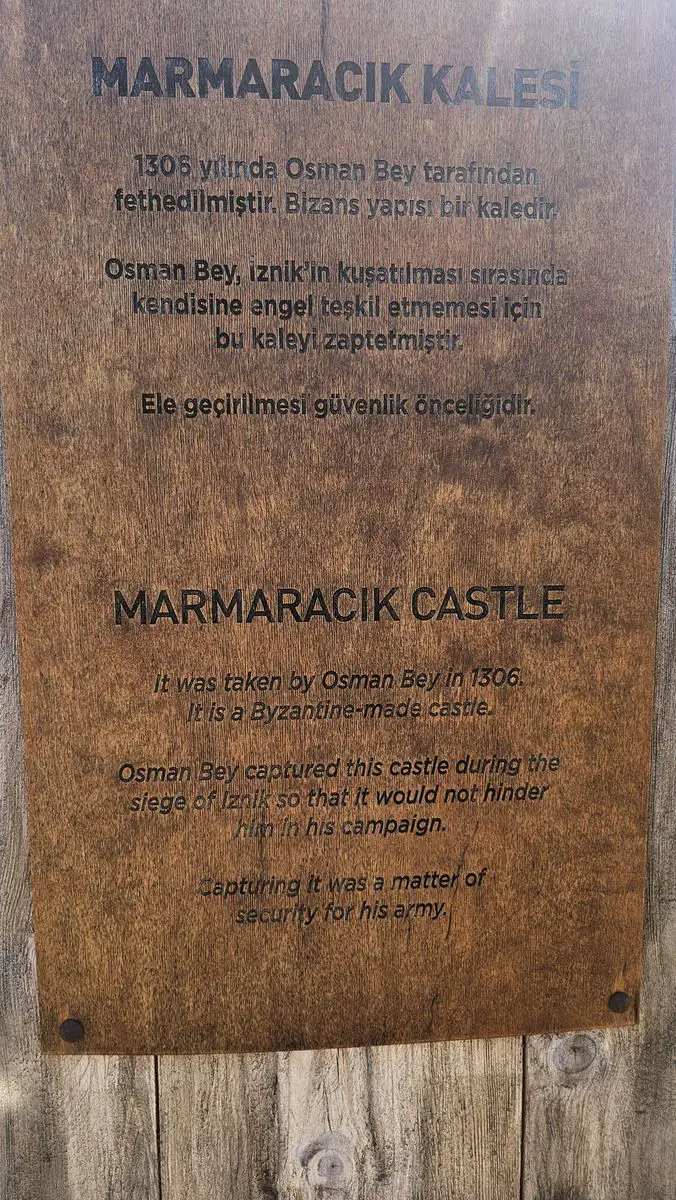 MARMARACIK KALESİ
1306 yılında Osman Bey tarafından
fethedilmiştir. Bizans yapısı bir kaledir.
Osman Bey, iznik'in kuşatılması sırasında
kendisine engel teşkil etmemesi için
bu kaleyi zaptetmiştir.
Ele geçirilmesi güvenlik önceliğidir.
MARMARACIK CASTLE
It was taken by Osman Bey in 1306.
It is a Byzantine-made castle.
Osman Bey captured this castle during the
siege of Iznik so that it would not hinder
him in his campaign.
Capturing it was a matter of
security for his army.